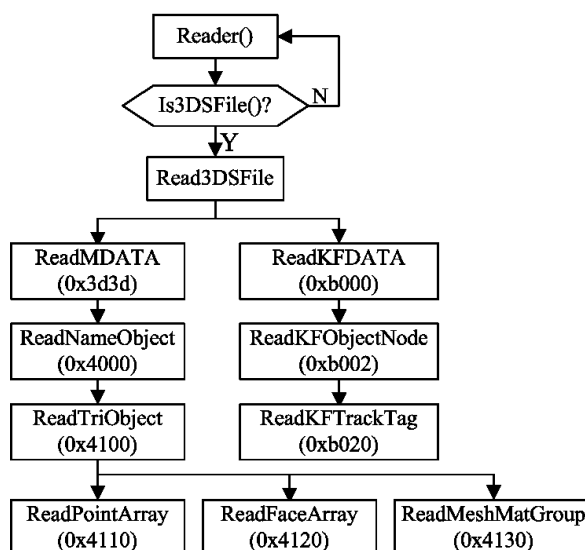 Reader()
Is3DSFile()?
N
Y
Read3DSFile
ReadMDATA
(0x3d3d)
ReadKFDATA
(0xb000)
ReadNameObject
(0x4000)
ReadKFObjectNode
(0xb002)
ReadTriObject
(0x4100)
ReadKFTrackTag
(0xb020)
ReadPointArray
(0x4110)
ReadFaceArray
(0x4120)
ReadMeshMatGroup
(0x4130)